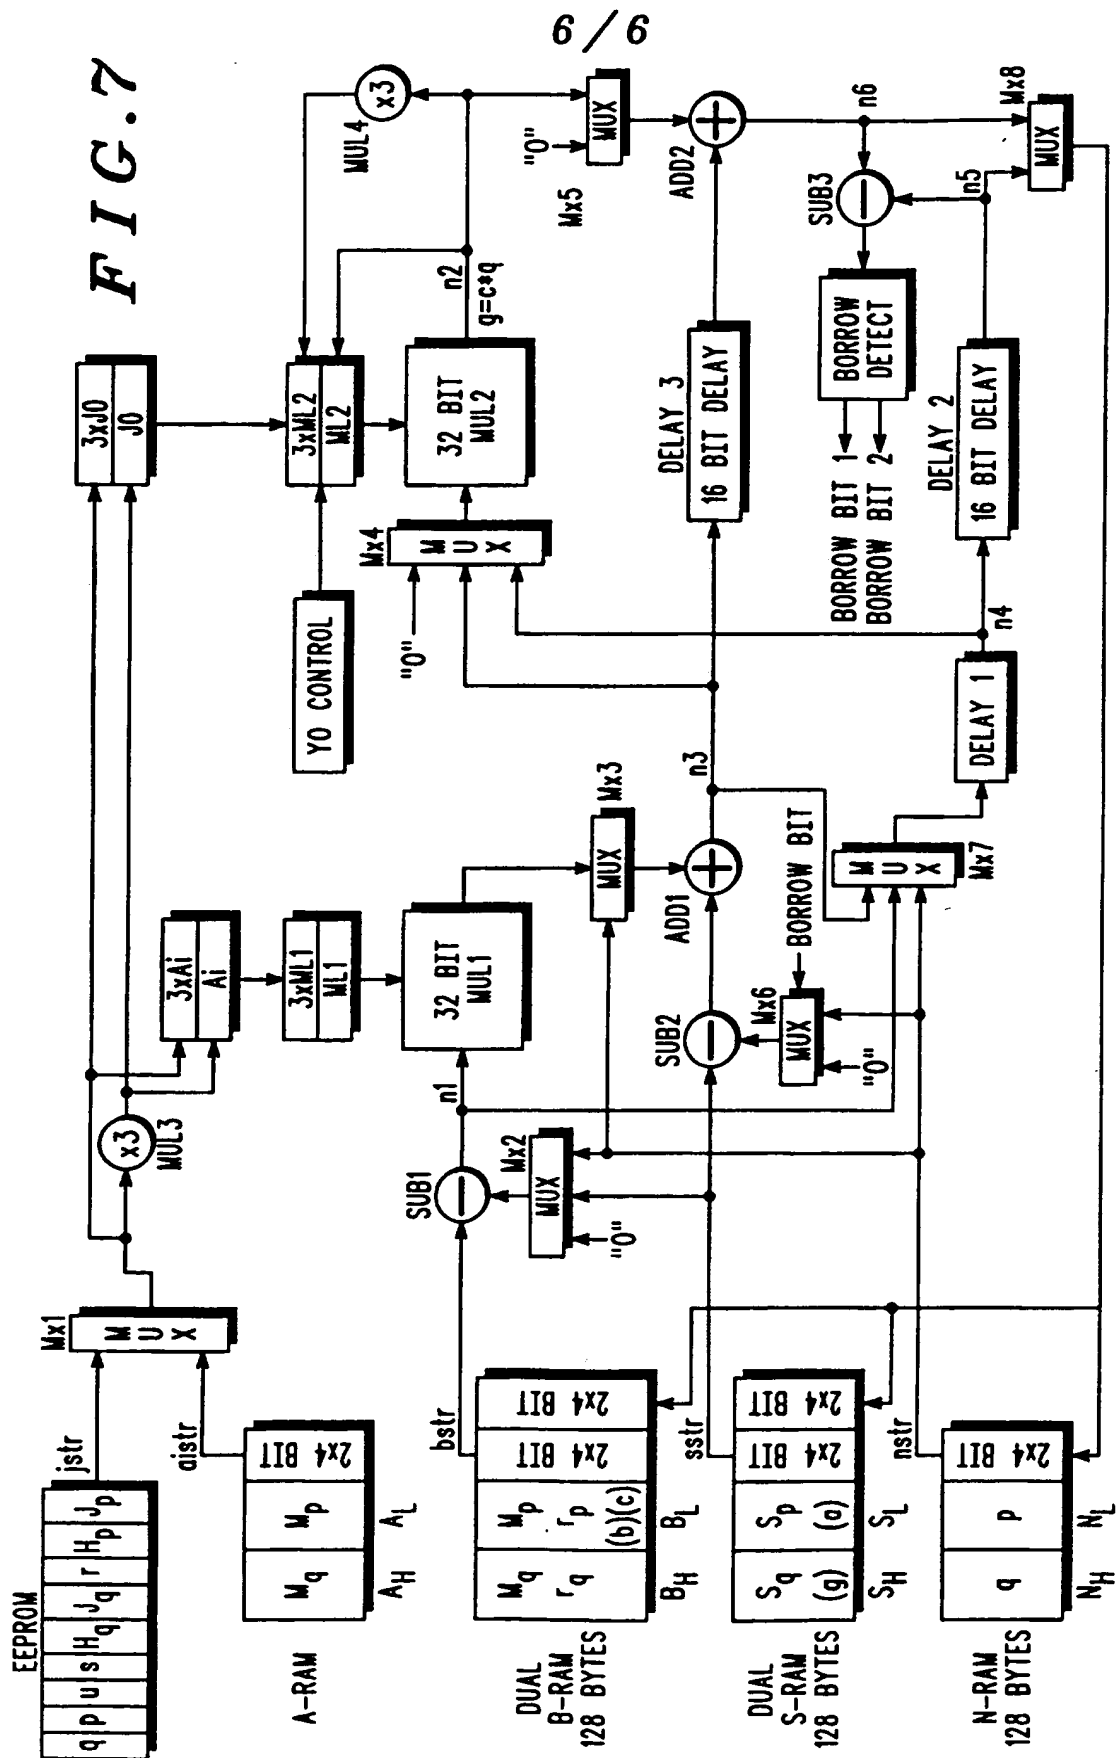 6/6
FIG.7
EEPROM
q p u s Hq Jq r Hp Jp
jstr
Mx1
MUX
x3
MUL3
3xJ0
J0
A-RAM
Mq Mp 2x4 BIT
AH AL
aistr
3xAi
Ai
3xML1
ML1
32 BIT
MUL1
n1
Y0 CONTROL
3xML2
ML2
MUL4
x3
32 BIT
MUL2
n2
g=c*q
Mx4
MUX
"0"
"0"
MUX
Mx5
DUAL
B-RAM
128 BYTES
Mq Mp 2x4 BIT 2x4 BIT
rq rp
(b)(c)
BH BL
bstr
SUB1
Mx2
MUX
"0"
Mx3
MUX
DUAL
S-RAM
128 BYTES
Sq Sp 2x4 BIT 2x4 BIT
(g) (a)
SH SL
sstr
SUB2
Mx6
MUX
"0"
BORROW BIT
ADD1
n3
DELAY 3
16 BIT DELAY
ADD2
n6
SUB3
BORROW
DETECT
BORROW BIT 1
BORROW BIT 2
N-RAM
128 BYTES
q p 2x4 BIT
NH NL
nstr
MUX
Mx7
DELAY 1
n4
DELAY 2
16 BIT DELAY
n5
Mx8
MUX